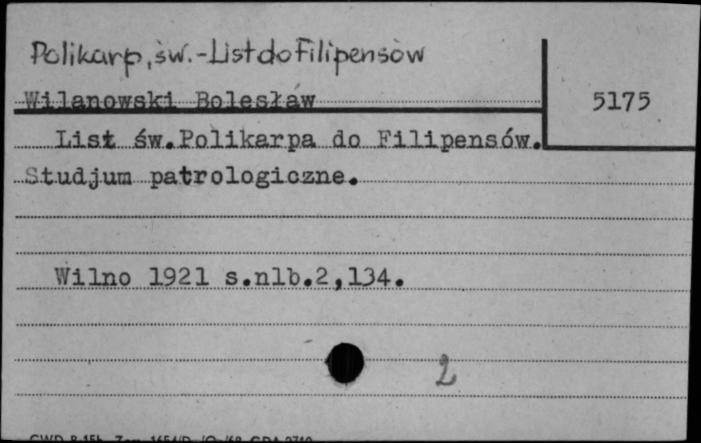 Polikarp, św. - List do Filipensów
Wilanowski Bolesław
5175
List św.Polikarpa do Filipensów.
Studjum patrologiczne.
Wilno 1921 s.nlb.2,134.
2